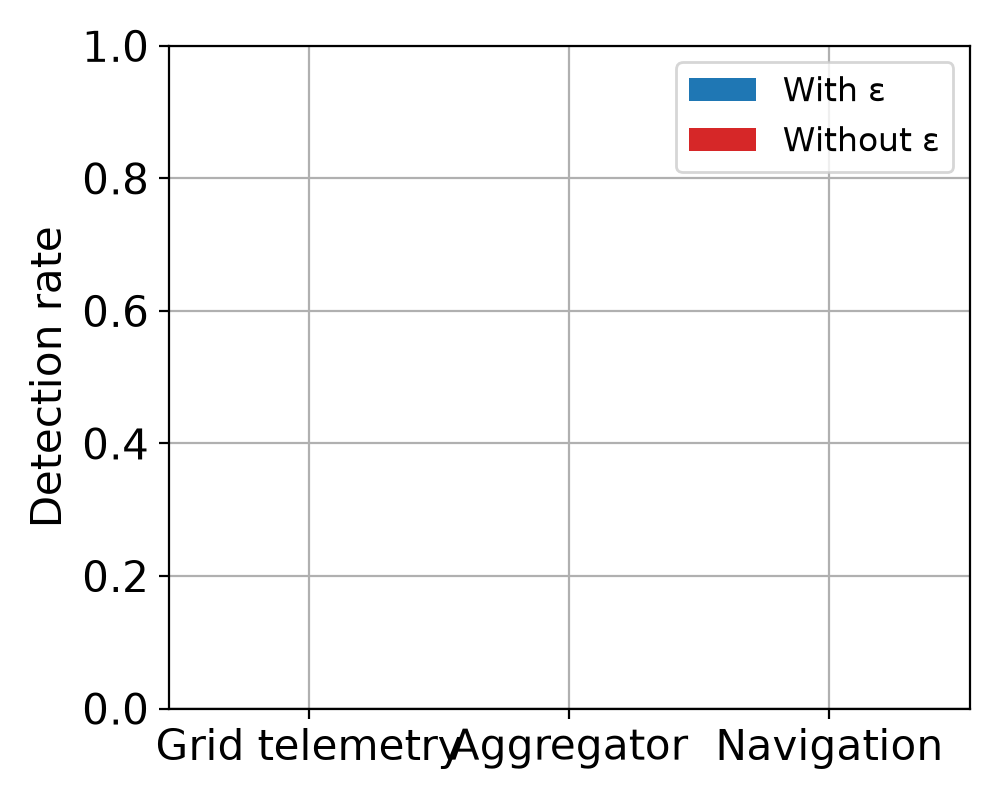 1.0
0.8
0.6
0.4
0.2
0.0
Detection rate
With ε
Without ε
Grid telemetry
Aggregator
Navigation